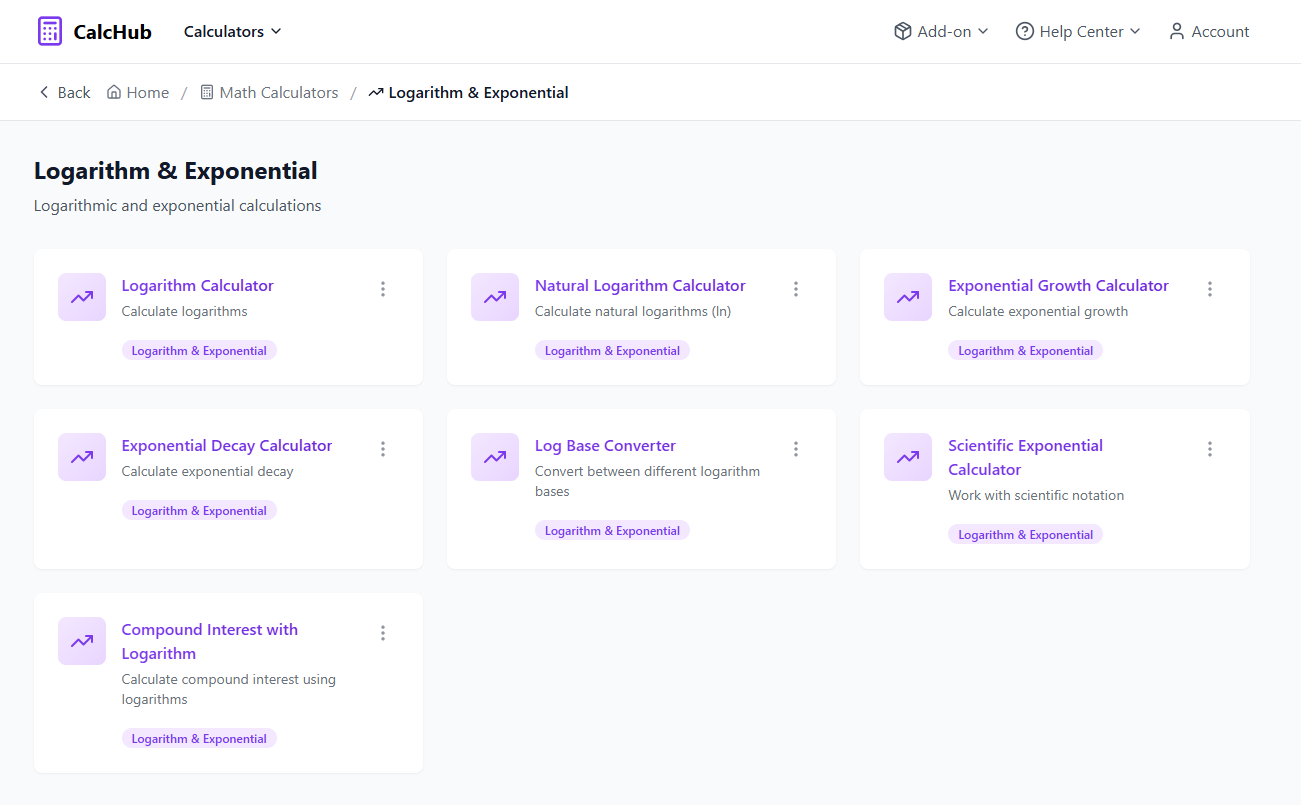 CalcHub
Calculators
Add-on
Help Center
Account
Back
Home / Math Calculators / Logarithm & Exponential
Logarithm & Exponential
Logarithmic and exponential calculations
Logarithm Calculator
Calculate logarithms
Logarithm & Exponential
Natural Logarithm Calculator
Calculate natural logarithms (ln)
Logarithm & Exponential
Exponential Growth Calculator
Calculate exponential growth
Logarithm & Exponential
Exponential Decay Calculator
Calculate exponential decay
Logarithm & Exponential
Log Base Converter
Convert between different logarithm
bases
Logarithm & Exponential
Scientific Exponential
Calculator
Work with scientific notation
Logarithm & Exponential
Compound Interest with
Logarithm
Calculate compound interest using
logarithms
Logarithm & Exponential